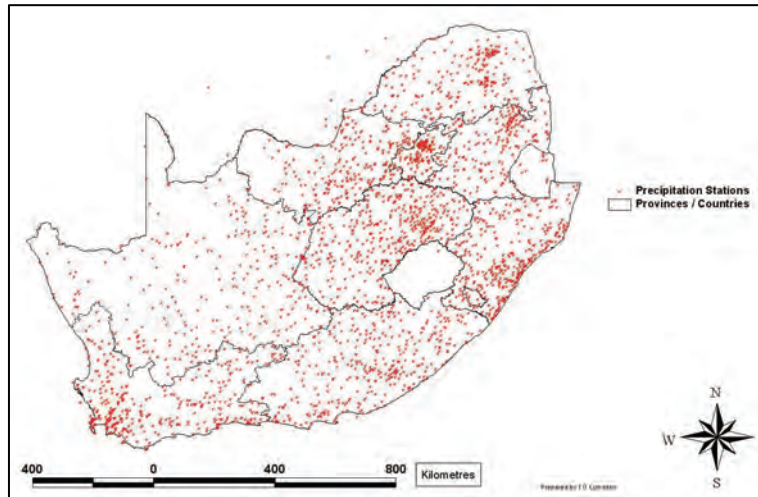 Precipitation Stations
Provinces / Countries
N
W
S
400 0 400 800
Kilometres